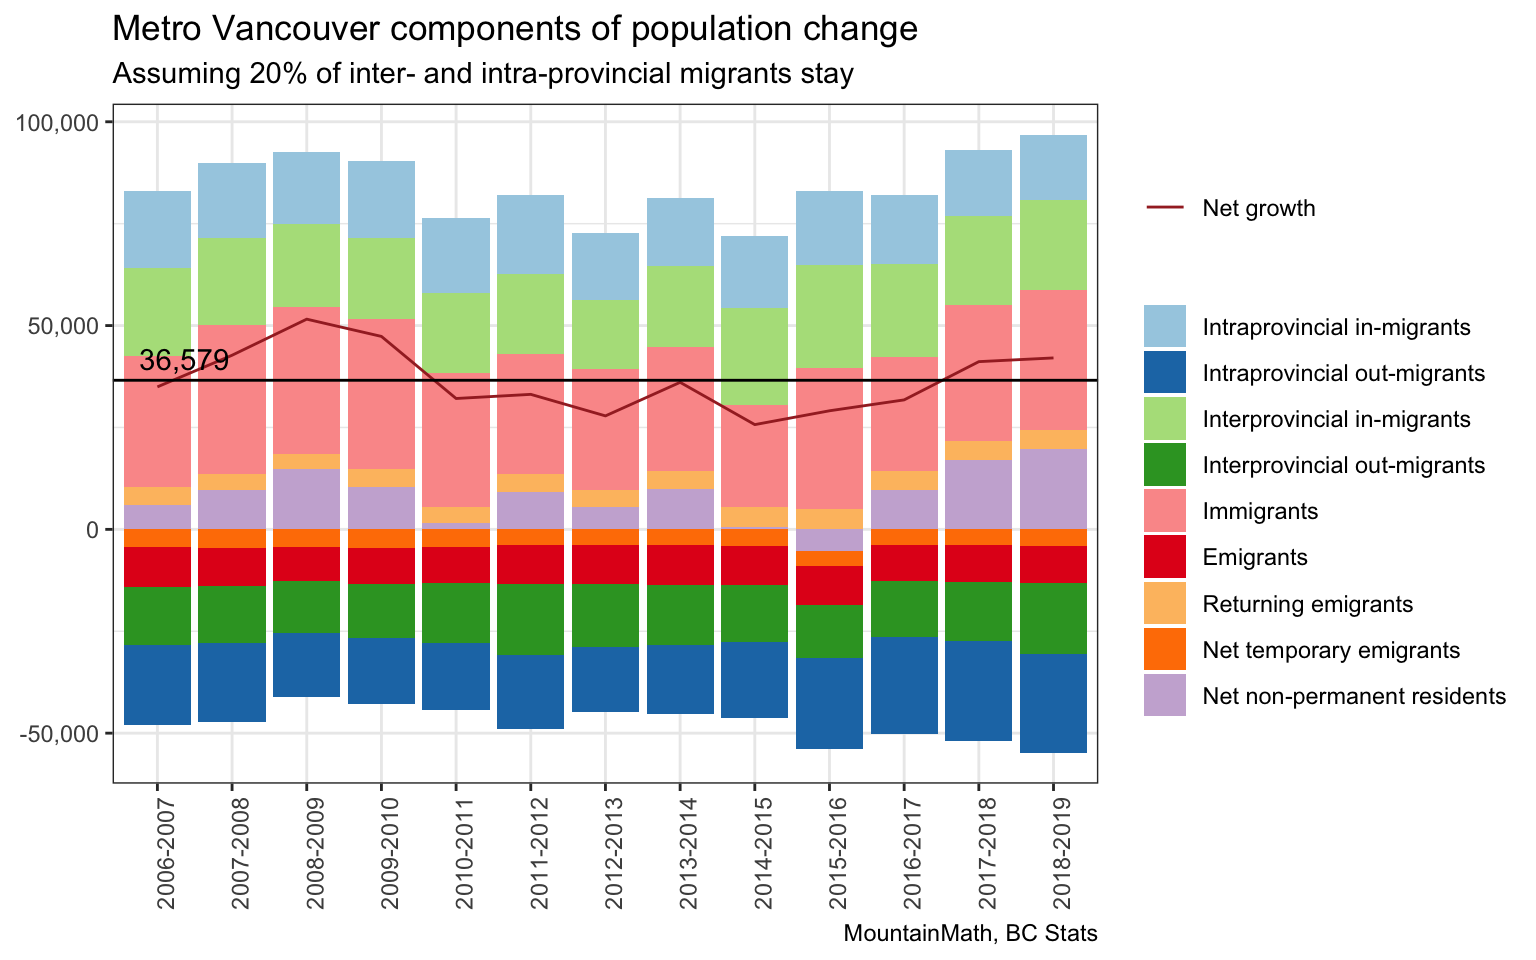 Metro Vancouver components of population change
Assuming 20% of inter- and intra-provincial migrants stay
100,000
50,000
0
-50,000
36,579
2006-2007
2007-2008
2008-2009
2009-2010
2010-2011
2011-2012
2012-2013
2013-2014
2014-2015
2015-2016
2016-2017
2017-2018
2018-2019
Net growth
Intraprovincial in-migrants
Intraprovincial out-migrants
Interprovincial in-migrants
Interprovincial out-migrants
Immigrants
Emigrants
Returning emigrants
Net temporary emigrants
Net non-permanent residents
MountainMath, BC Stats